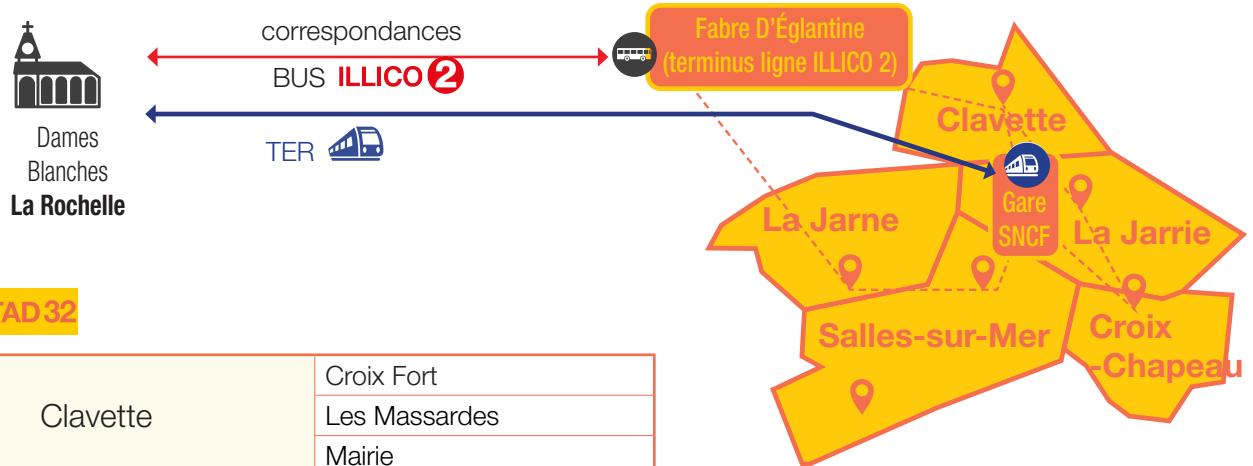 correspondances
BUS ILLICO 2
TER
Dames
Blanches
La Rochelle
Fabre D'Églantine
(terminus ligne ILLICO 2)
Clavette
Gare
SNCF
La Jarne
La Jarrie
Salles-sur-Mer
Croix
-Chapeau
TAD 32
Clavette
Croix Fort
Les Massardes
Mairie